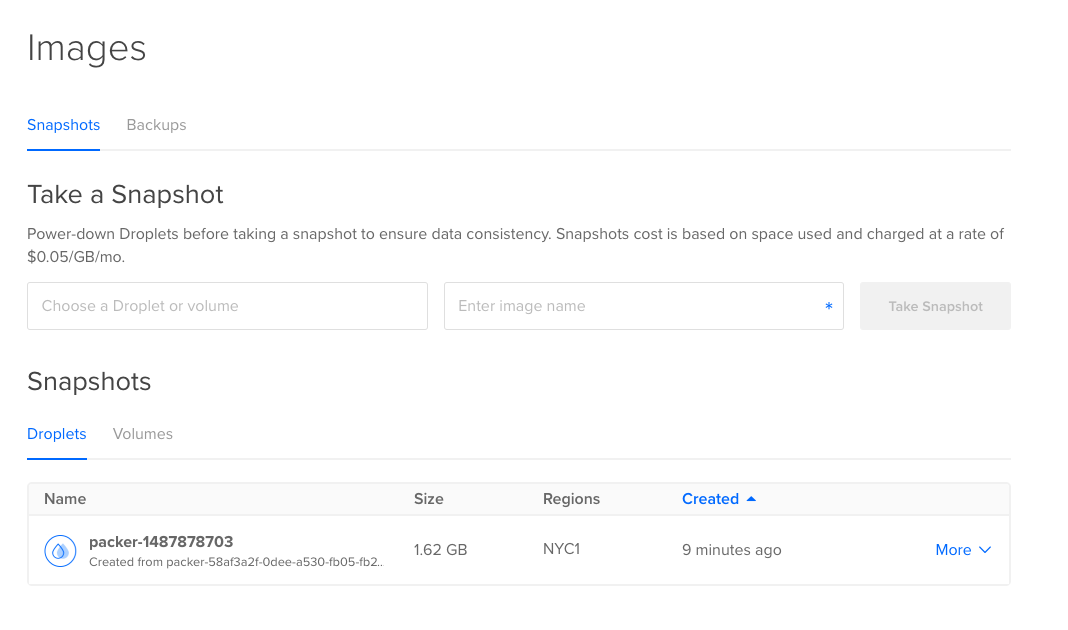 Images
Snapshots Backups
Take a Snapshot
Power-down Droplets before taking a snapshot to ensure data consistency. Snapshots cost is based on space used and charged at a rate of
$0.05/GB/mo.
Choose a Droplet or volume Enter image name * Take Snapshot
Snapshots
Droplets Volumes
Name Size Regions Created
packer-1487878703
Created from packer-58af3a2f-0dee-a530-fb05-fb2..
1.62 GB NYC1 9 minutes ago More